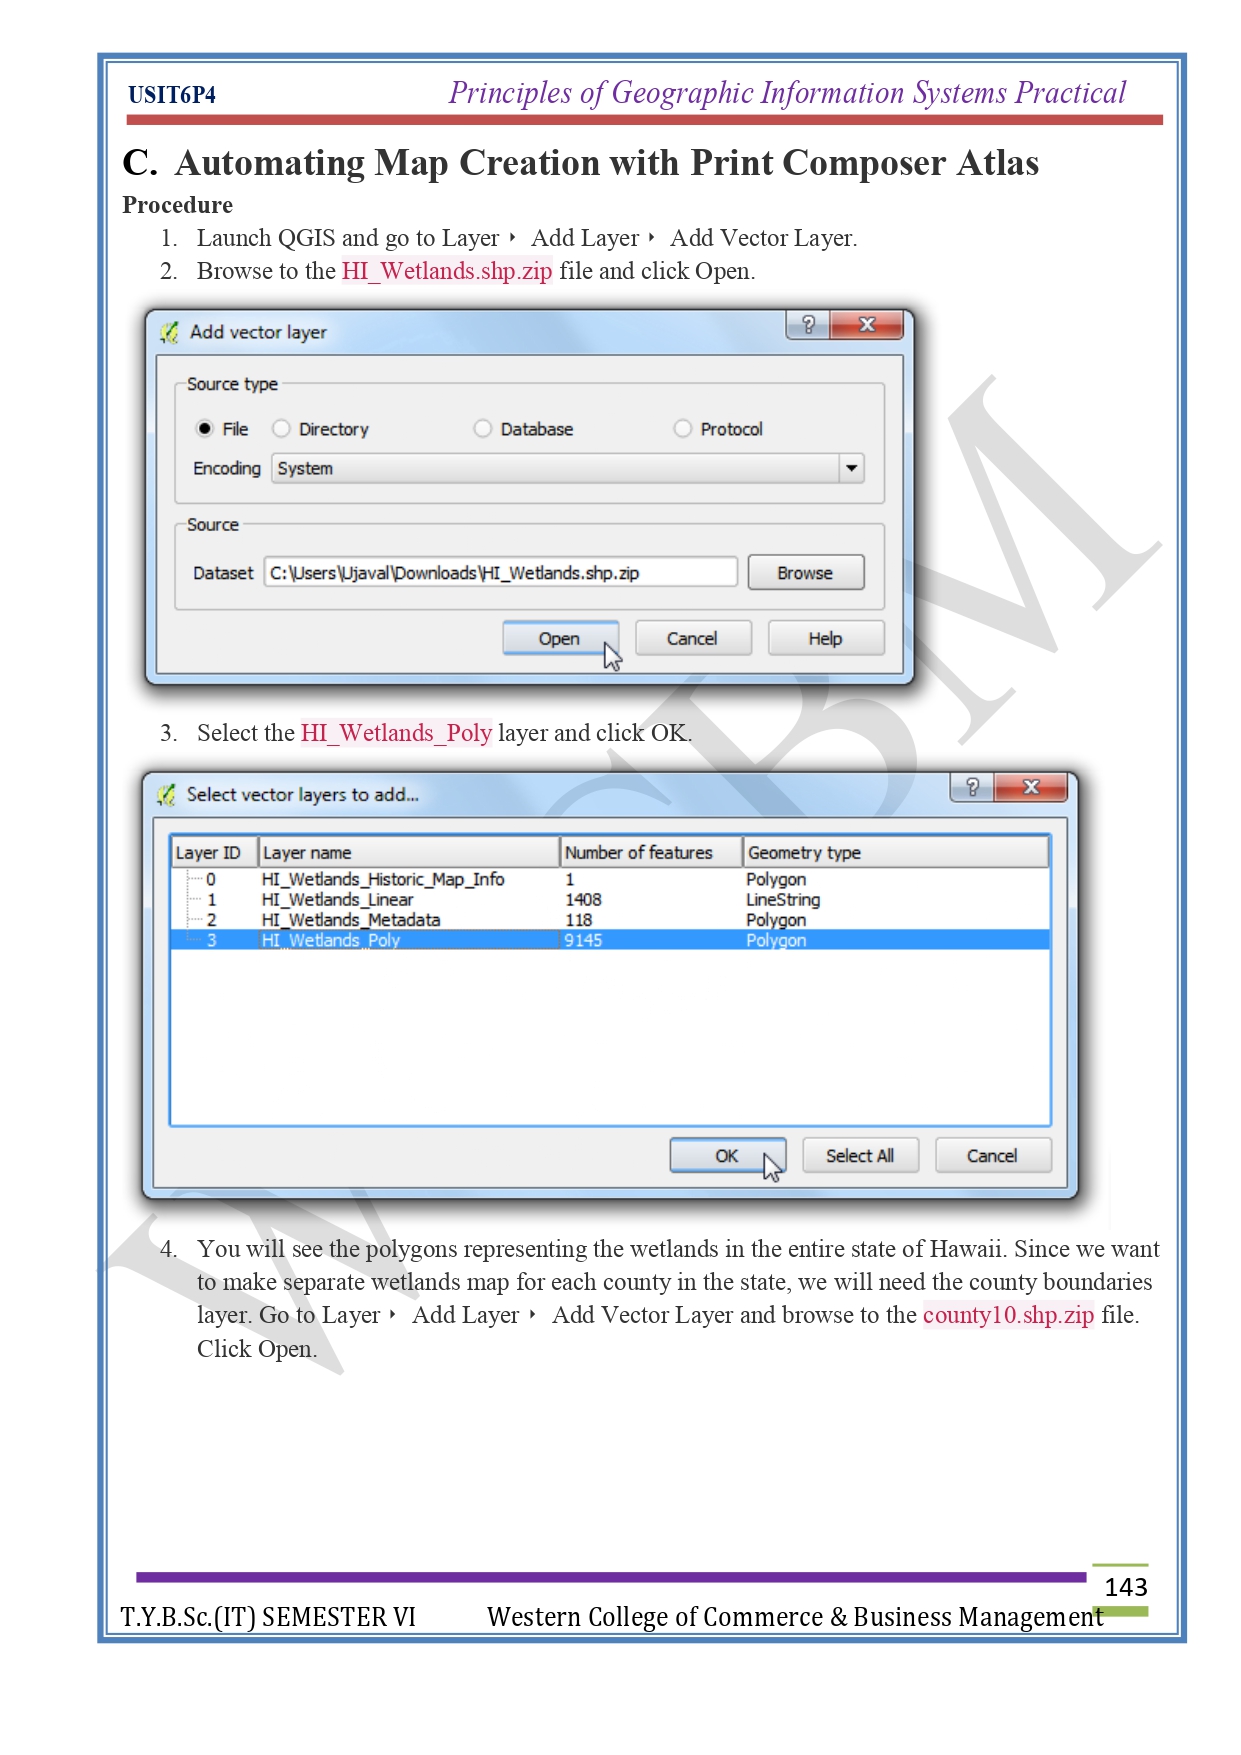 USIT6P4 Principles of Geographic Information Systems Practical
C. Automating Map Creation with Print Composer Atlas
Procedure
1. Launch QGIS and go to Layer ‣ Add Layer ‣ Add Vector Layer.
2. Browse to the HI_Wetlands.shp.zip file and click Open.
Add vector layer
Source type
File Directory Database Protocol
Encoding System
Source
Dataset C:\Users\Ujaval\Downloads\HI_Wetlands.shp.zip Browse
Open Cancel Help
3. Select the HI_Wetlands_Poly layer and click OK.
Select vector layers to add...
Layer ID Layer name Number of features Geometry type
0 HI_Wetlands_Historic_Map_Info 1 Polygon
1 HI_Wetlands_Linear 1408 LineString
2 HI_Wetlands_Metadata 118 Polygon
3 HI_Wetlands_Poly 9145 Polygon
OK Select All Cancel
4. You will see the polygons representing the wetlands in the entire state of Hawaii. Since we want
to make separate wetlands map for each county in the state, we will need the county boundaries
layer. Go to Layer ‣ Add Layer ‣ Add Vector Layer and browse to the county10.shp.zip file.
Click Open.
143
T.Y.B.Sc.(IT) SEMESTER VI Western College of Commerce & Business Management